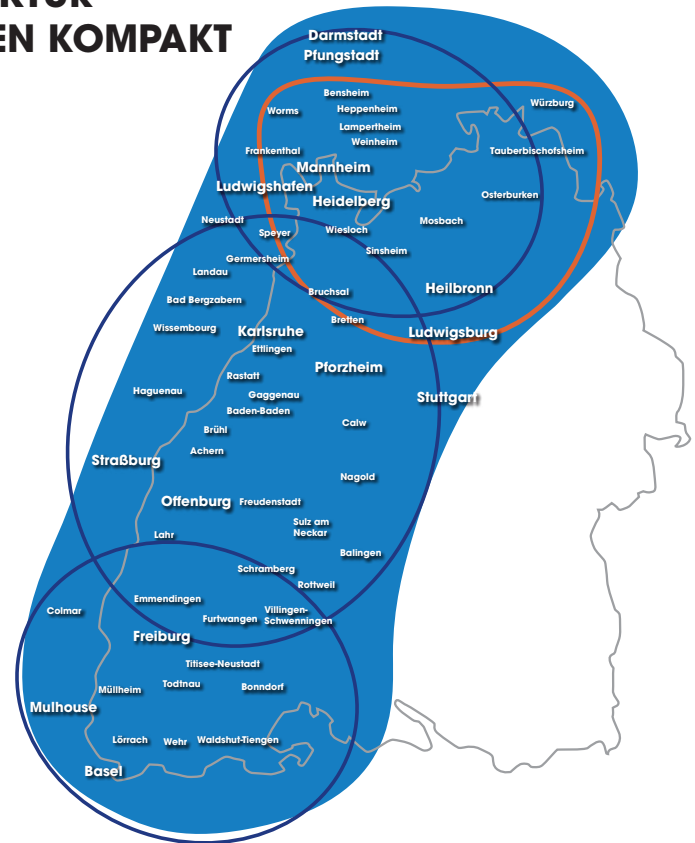 EN KOMPAKT
Darmstadt
Pfungstadt
Bensheim
Worms
Heppenheim
Würzburg
Lampertheim
Weinheim
Frankenthal
Tauberbischofsheim
Mannheim
Ludwigshafen
Heidelberg
Osterburken
Neustadt
Mosbach
Speyer
Wiesloch
Sinsheim
Germersheim
Landau
Bruchsal
Heilbronn
Bad Bergzabern
Bretten
Wissembourg
Karlsruhe
Ludwigsburg
Ettlingen
Pforzheim
Rastatt
Haguenau
Gaggenau
Stuttgart
Baden-Baden
Calw
Brühl
Achern
Straßburg
Nagold
Offenburg
Freudenstadt
Sulz am
Neckar
Lahr
Balingen
Schramberg
Rottweil
Emmendingen
Colmar
Furtwangen
Villingen-
Schwenningen
Freiburg
Titisee-Neustadt
Todtnau
Bonndorf
Müllheim
Mulhouse
Lörrach
Wehr
Waldshut-Tiengen
Basel